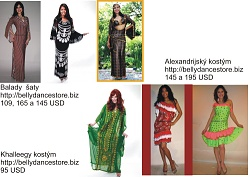 Alexandrijský kostým
http://bellydancestore.biz
145 a 195 USD
Balady šaty
http://bellydancestore.biz
109, 165 a 145 USD
Khalleegy kostým
http://bellydancestore.biz
95 USD